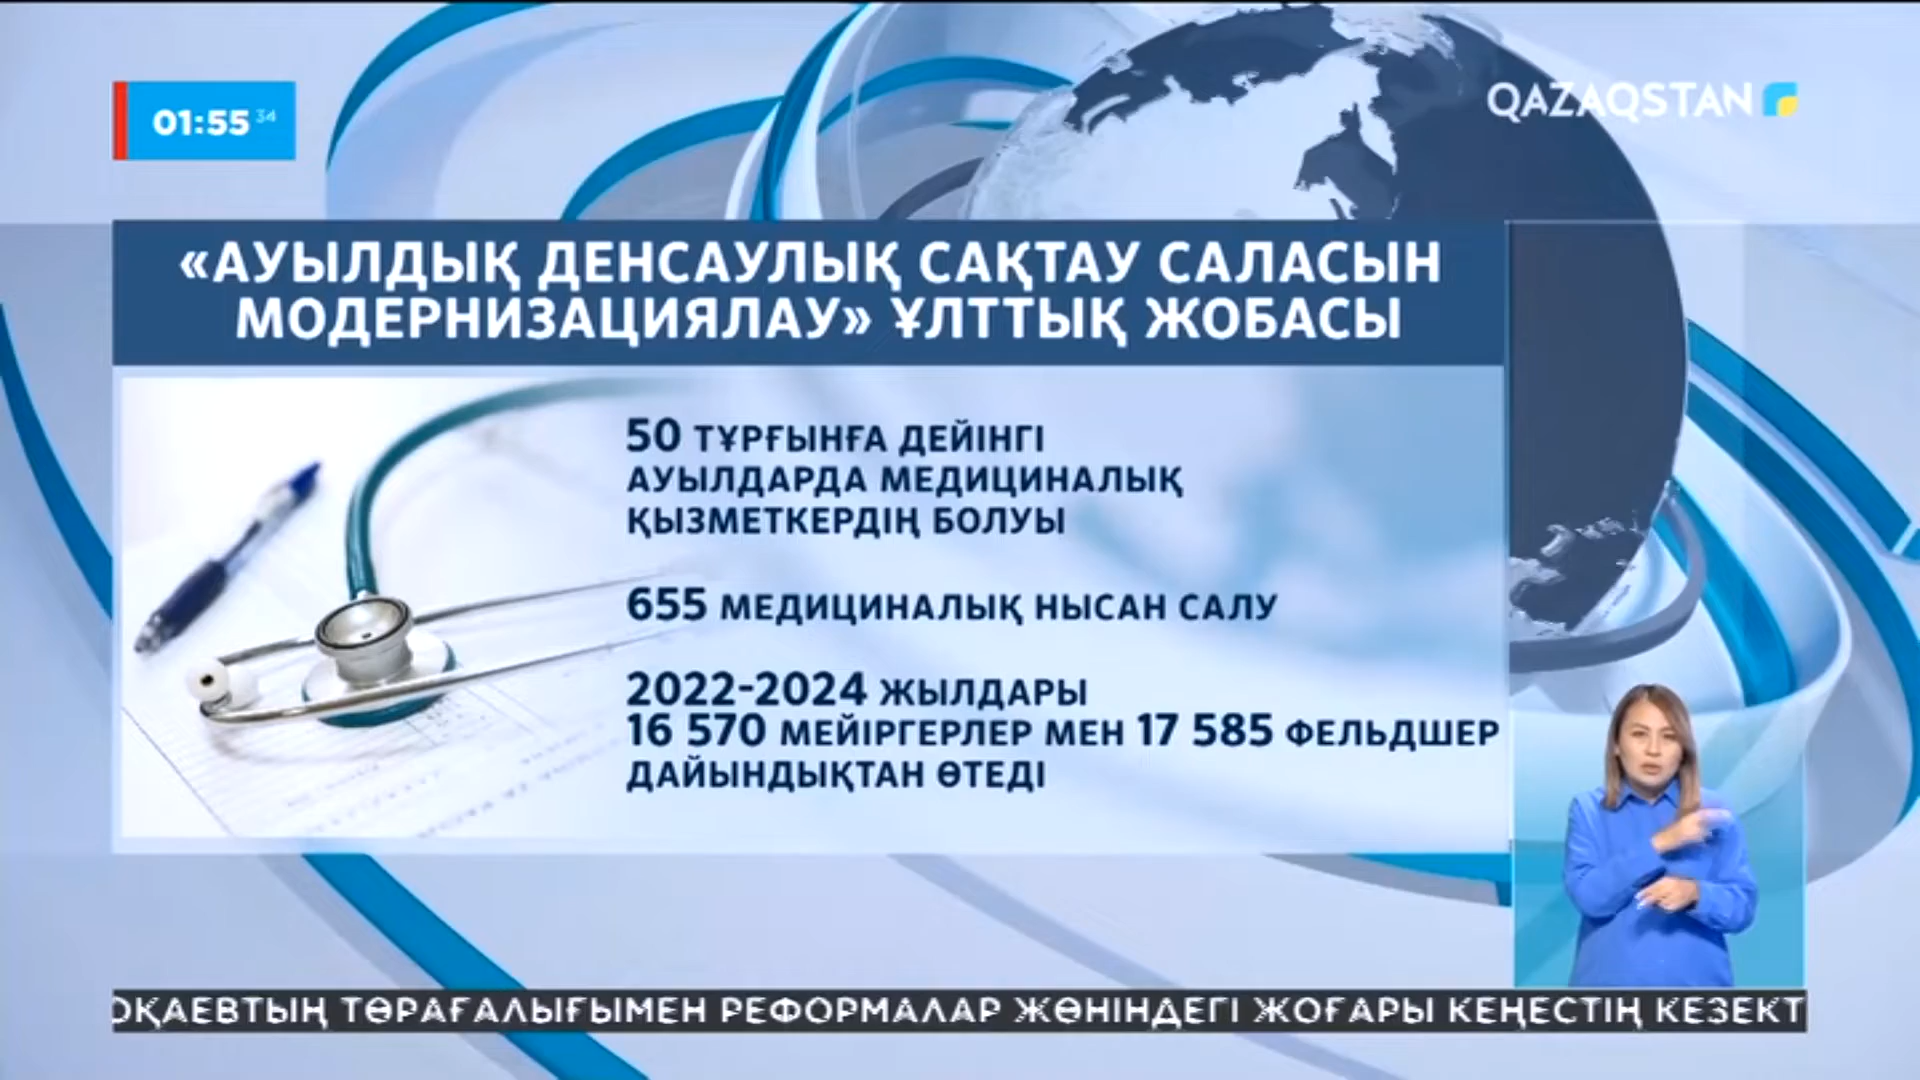 01:55 34
QAZAQSTAN
«АУЫЛДЫҚ ДЕНСАУЛЫҚ САҚТАУ САЛАСЫН
МОДЕРНИЗАЦИЯЛАУ» ҰЛТТЫҚ ЖОБАСЫ
50 ТҰРҒЫНҒА ДЕЙІНГІ
АУЫЛДАРДА МЕДИЦИНАЛЫҚ
ҚЫЗМЕТКЕРДІҢ БОЛУЫ
655 МЕДИЦИНАЛЫҚ НЫСАН САЛУ
2022-2024 ЖЫЛДАРЫ
16 570 МЕЙІРГЕРЛЕР МЕН 17 585 ФЕЛЬДШЕР
ДАЙЫНДЫҚТАН ӨТЕДІ
ОҚАЕВТЫҢ ТӨРАҒАЛЫҒЫМЕН РЕФОРМАЛАР ЖӨНІНДЕГІ ЖОҒАРЫ КЕҢЕСТІҢ КЕЗЕКТ